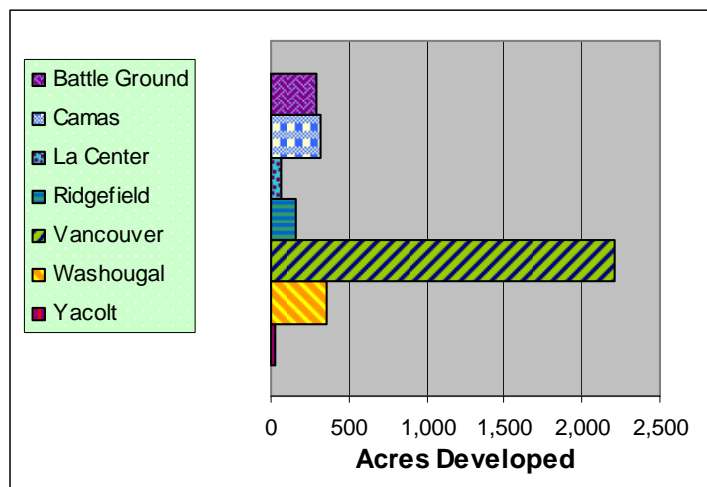 Battle Ground
Camas
La Center
Ridgefield
Vancouver
Washougal
Yacolt
0 500 1,000 1,500 2,000 2,500
Acres Developed